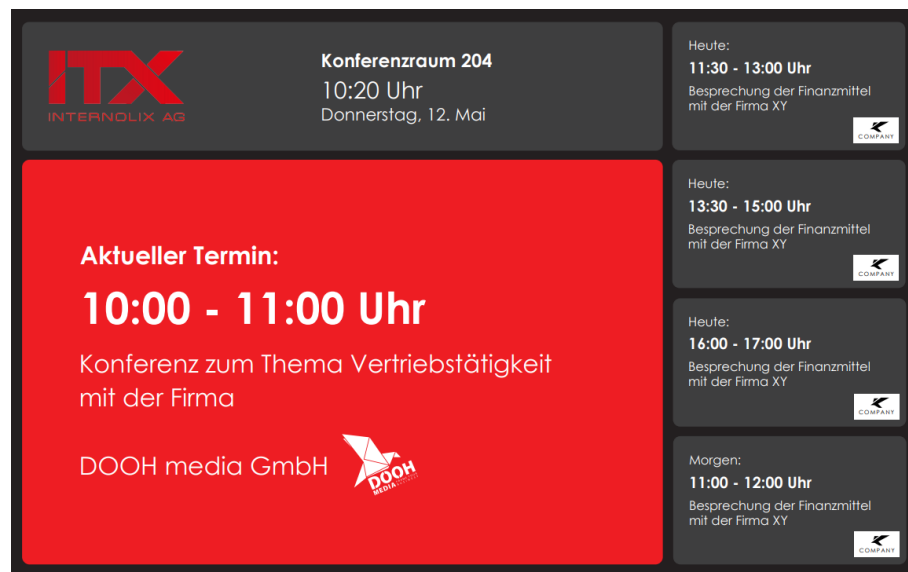 ITX
INTERNOLIX AG
Konferenzraum 204
10:20 Uhr
Donnerstag, 12. Mai
Aktueller Termin:
10:00 - 11:00 Uhr
Konferenz zum Thema Vertriebstätigkeit
mit der Firma
DOOH media GmbH
DOOH
MEDIA
Heute:
11:30 - 13:00 Uhr
Besprechung der Finanzmittel
mit der Firma XY
COMPANY
Heute:
13:30 - 15:00 Uhr
Besprechung der Finanzmittel
mit der Firma XY
COMPANY
Heute:
16:00 - 17:00 Uhr
Besprechung der Finanzmittel
mit der Firma XY
COMPANY
Morgen:
11:00 - 12:00 Uhr
Besprechung der Finanzmittel
mit der Firma XY
COMPANY